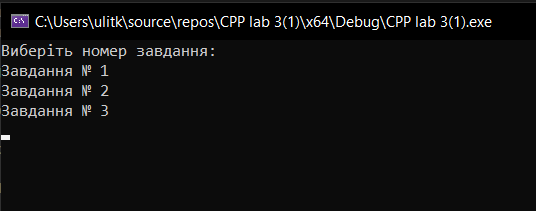 C:\Users\ulitk\source\repos\CPP lab 3(1)\x64\Debug\CPP lab 3(1).exe
Виберіть номер завдання:
Завдання № 1
Завдання № 2
Завдання № 3